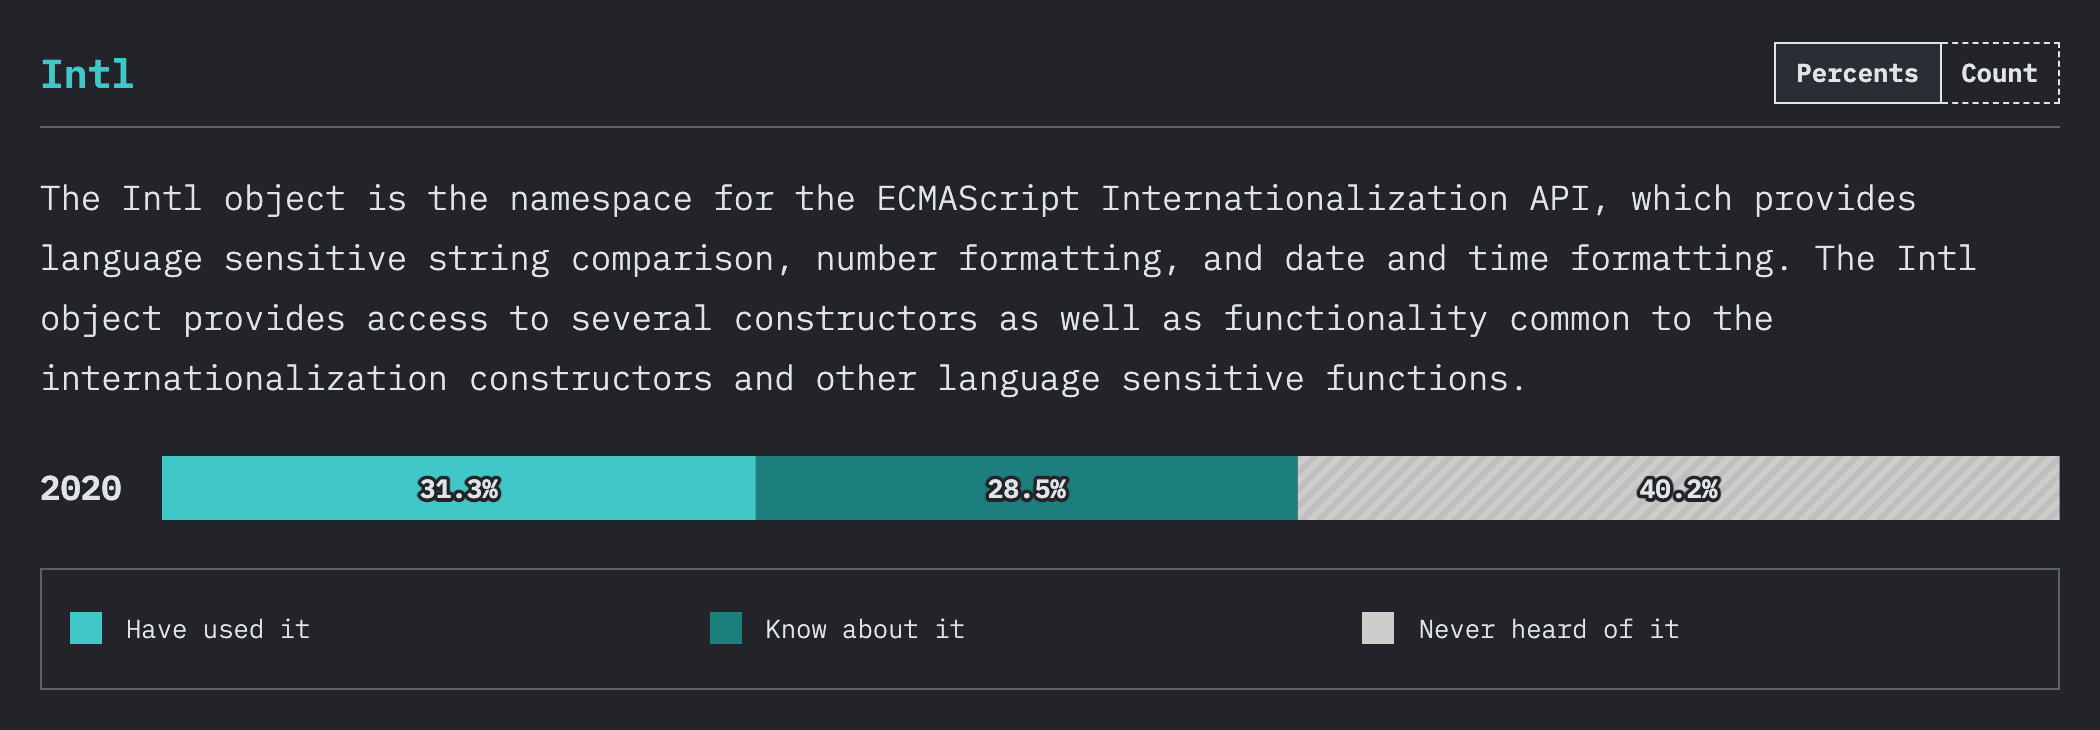 Intl
Percents Count
The Intl object is the namespace for the ECMAScript Internationalization API, which provides
language sensitive string comparison, number formatting, and date and time formatting. The Intl
object provides access to several constructors as well as functionality common to the
internationalization constructors and other language sensitive functions.
2020 31.3% 28.5% 40.2%
Have used it Know about it Never heard of it